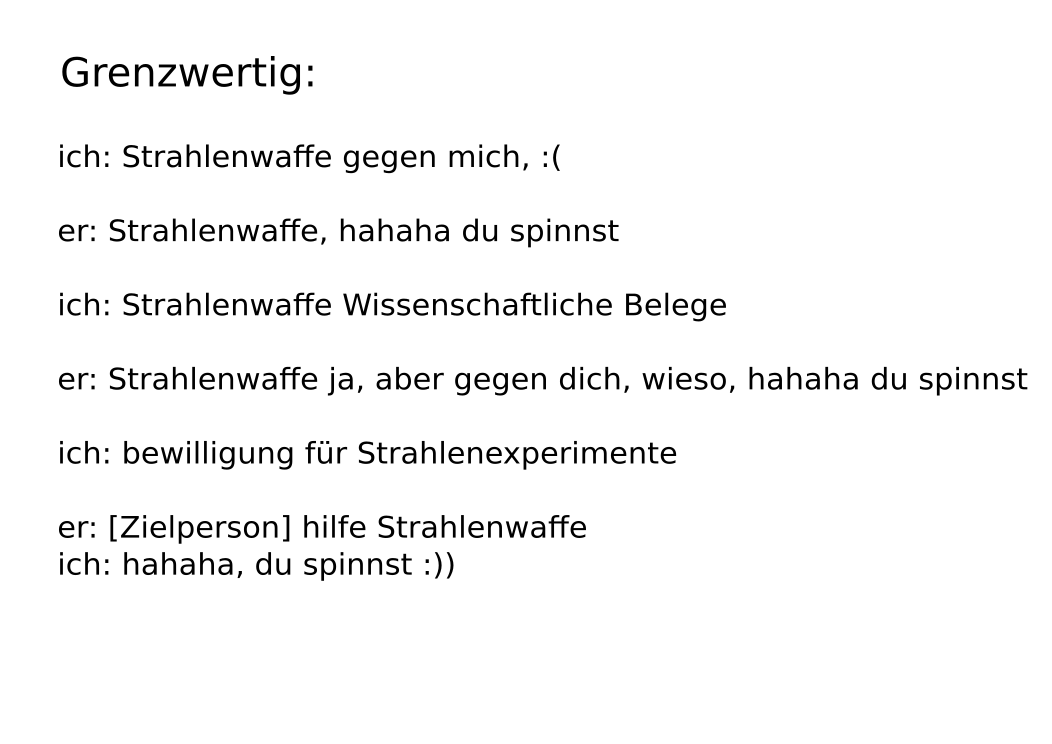 Grenzwertig:
ich: Strahlenwaffe gegen mich, :(
er: Strahlenwaffe, hahaha du spinnst
ich: Strahlenwaffe Wissenschaftliche Belege
er: Strahlenwaffe ja, aber gegen dich, wieso, hahaha du spinnst
ich: bewilligung für Strahlenexperimente
er: [Zielperson] hilfe Strahlenwaffe
ich: hahaha, du spinnst :))